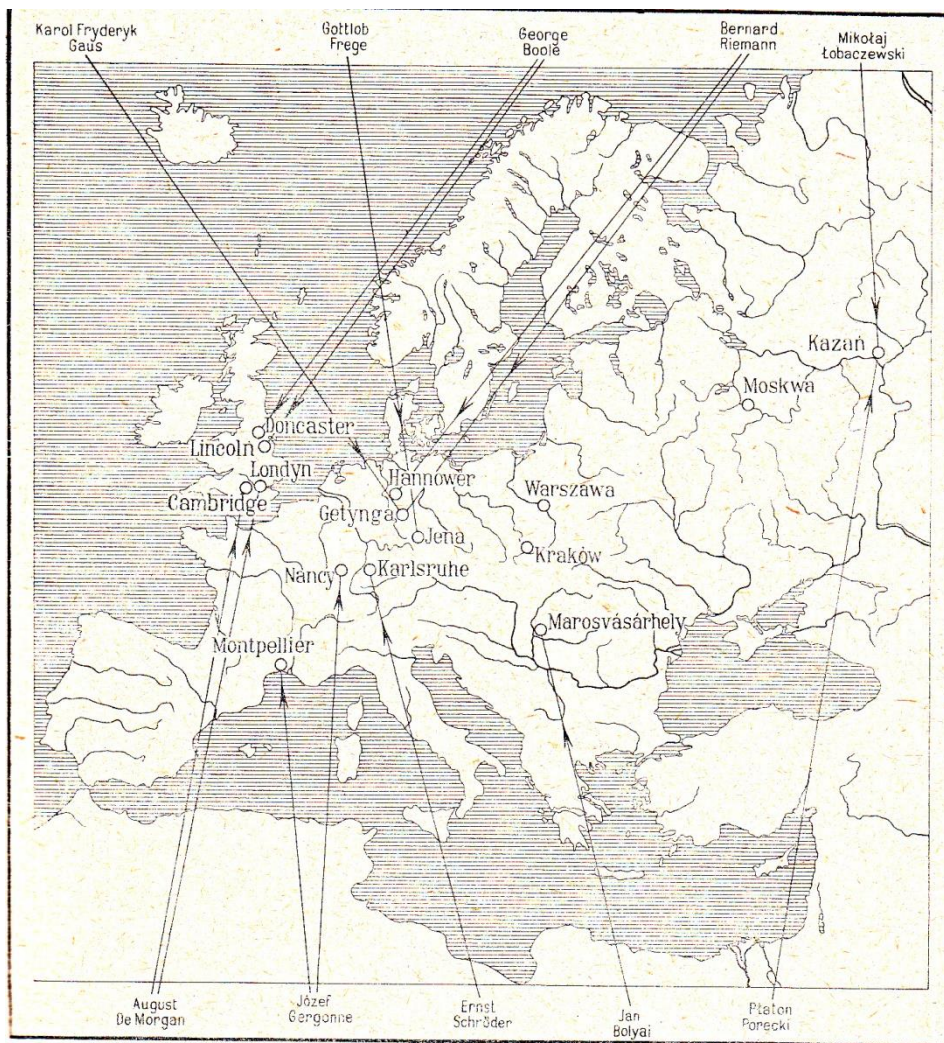 Karol Fryderyk
Gaus
Gottlob
Frege
George
Boole
Bernard
Riemann
Mikołaj
Łobaczewski
Kazań
Moskwa
Doncaster
Lincoln
Londyn
Cambridge
Hannower
Getynga
Warszawa
Jena
Kraków
Nancy
Karlsruhe
Marosvásárhely
Montpellier
August
De Morgan
Józef
Gergonne
Ernst
Schröder
Jan
Bolyai
Płaton
Porecki